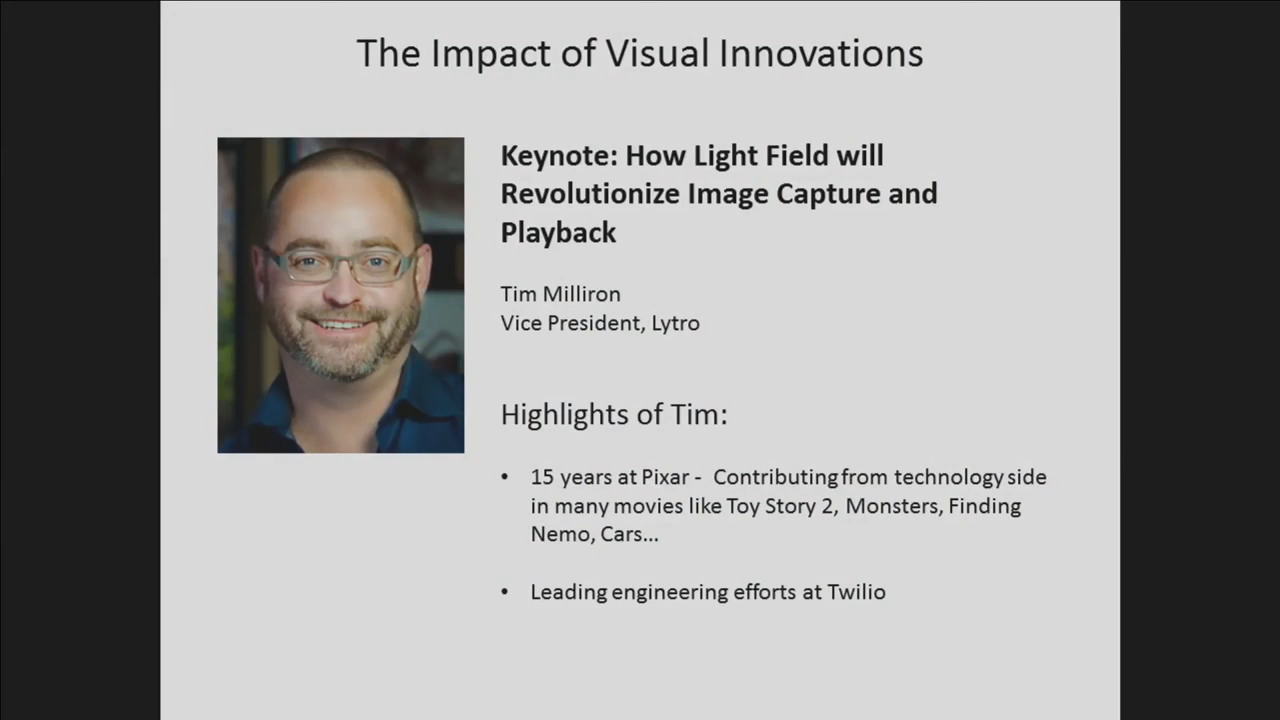 The Impact of Visual Innovations
Keynote: How Light Field will
Revolutionize Image Capture and
Playback
Tim Milliron
Vice President, Lytro
Highlights of Tim:
• 15 years at Pixar - Contributing from technology side
in many movies like Toy Story 2, Monsters, Finding
Nemo, Cars...
• Leading engineering efforts at Twilio